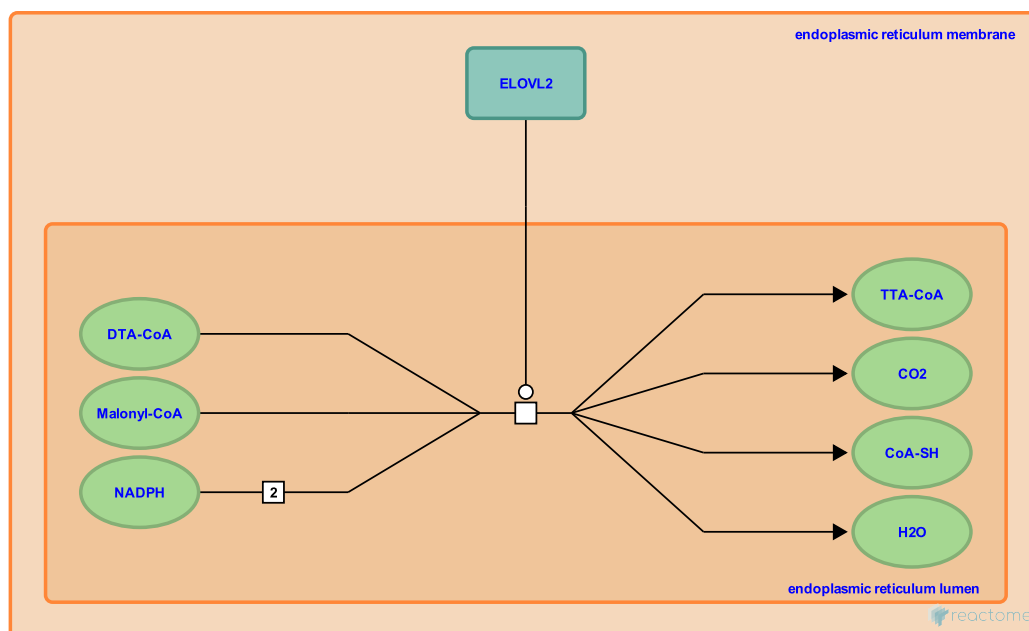 endoplasmic reticulum membrane
ELOVL2
DTA-CoA
Malonyl-CoA
NADPH
2
TTA-CoA
CO2
CoA-SH
H2O
endoplasmic reticulum lumen
reactome